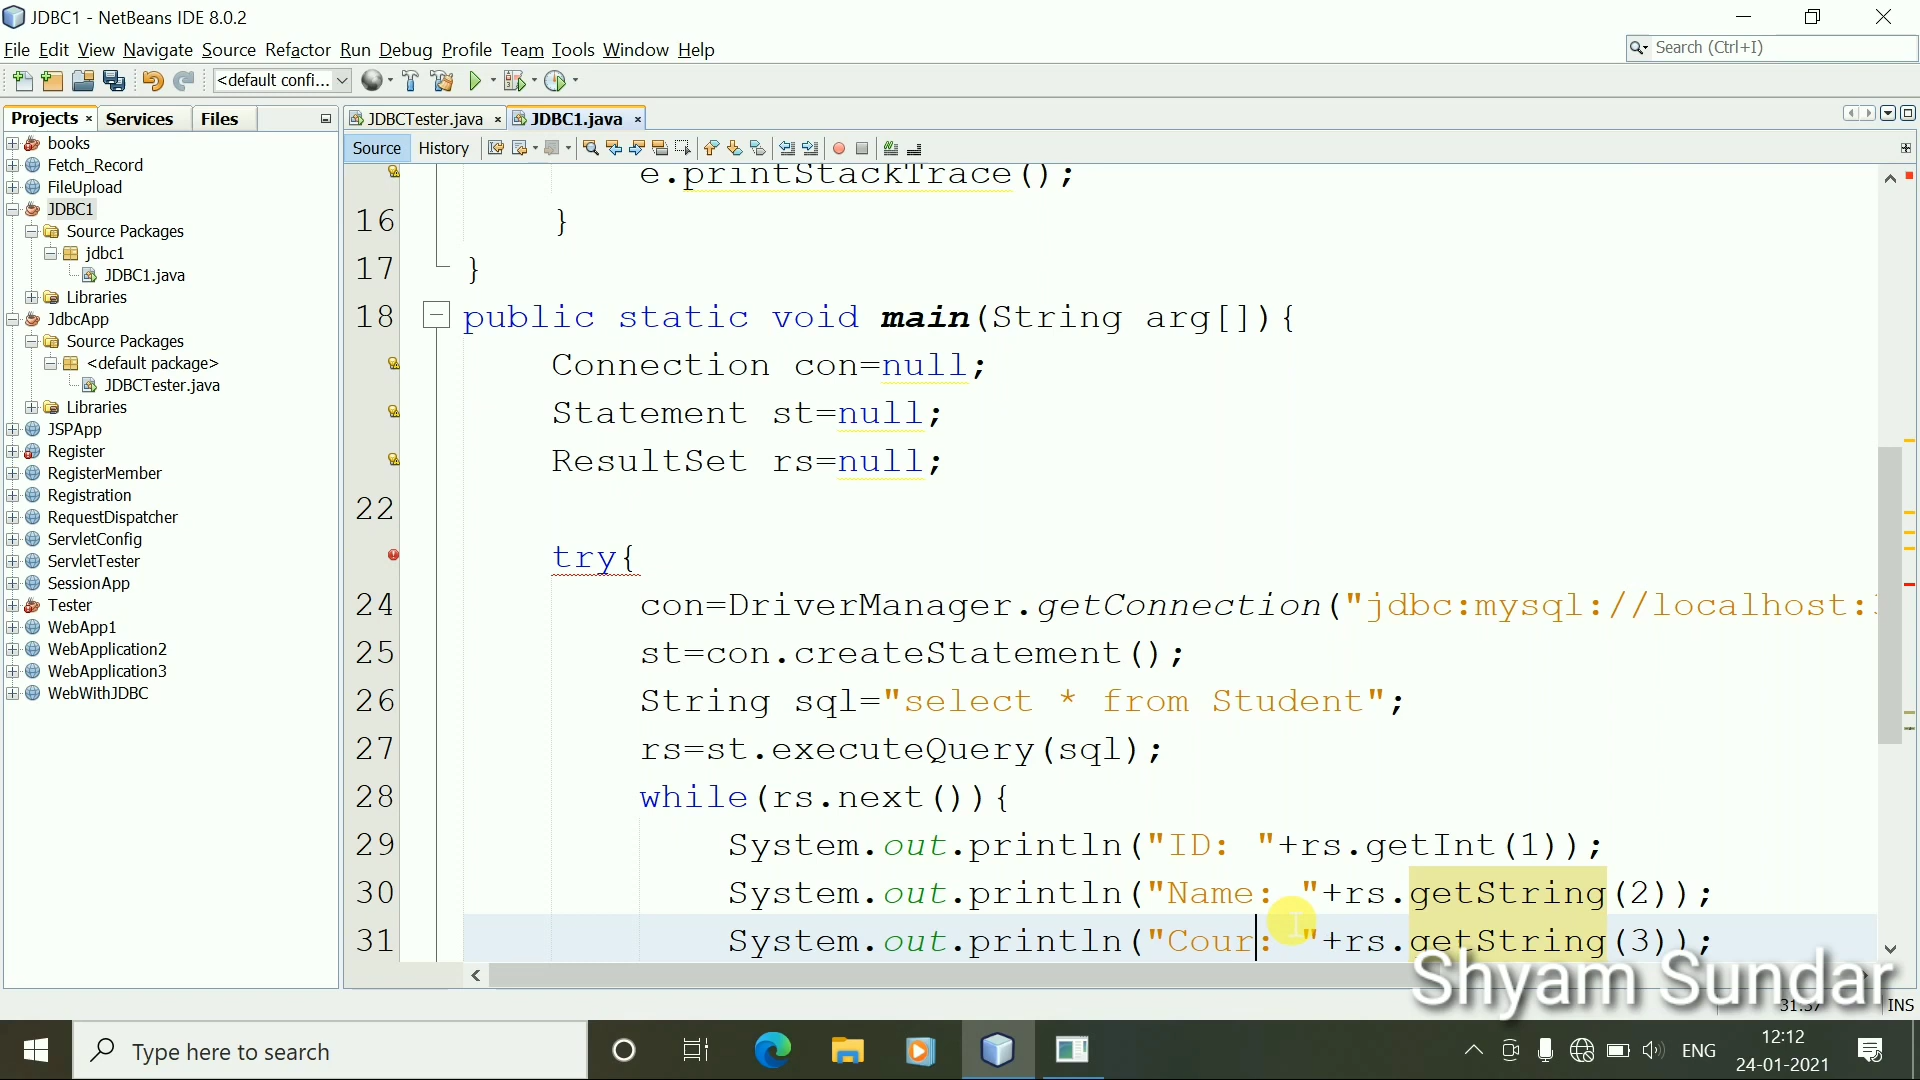 JDBC1 - NetBeans IDE 8.0.2
File Edit View Navigate Source Refactor Run Debug Profile Team Tools Window Help
Search (Ctrl+I)
<default confi...
Projects Services Files
JDBCTester.java JDBC1.java
Source History
books
Fetch_Record
FileUpload
JDBC1
Source Packages
jdbc1
JDBC1.java
Libraries
JdbcApp
Source Packages
<default package>
JDBCTester.java
Libraries
JSPApp
Register
RegisterMember
Registration
RequestDispatcher
ServletConfig
ServletTester
SessionApp
Tester
WebApp1
WebApplication2
WebApplication3
WebWithJDBC
e.printStackTrace();
16 }
17 }
18 public static void main(String arg[]){
Connection con=null;
Statement st=null;
ResultSet rs=null;
22
try{
24 con=DriverManager.getConnection("jdbc:mysql://localhost:
25 st=con.createStatement();
26 String sql="select * from Student";
27 rs=st.executeQuery(sql);
28 while(rs.next()){
29 System.out.println("ID: "+rs.getInt(1));
30 System.out.println("Name: "+rs.getString(2));
31 System.out.println("Cour: "+rs.getString(3));
Shyam Sundar
31:37 INS
Type here to search
ENG
12:12
24-01-2021